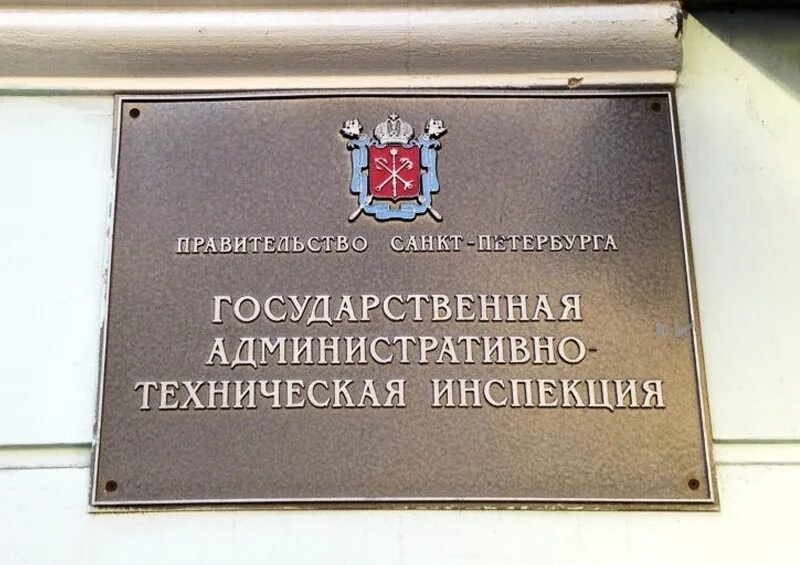 ПРАВИТЕЛЬСТВО САНКТ-ПЕТЕРБУРГА
ГОСУДАРСТВЕННАЯ
АДМИНИСТРАТИВНО-
ТЕХНИЧЕСКАЯ ИНСПЕКЦИЯ